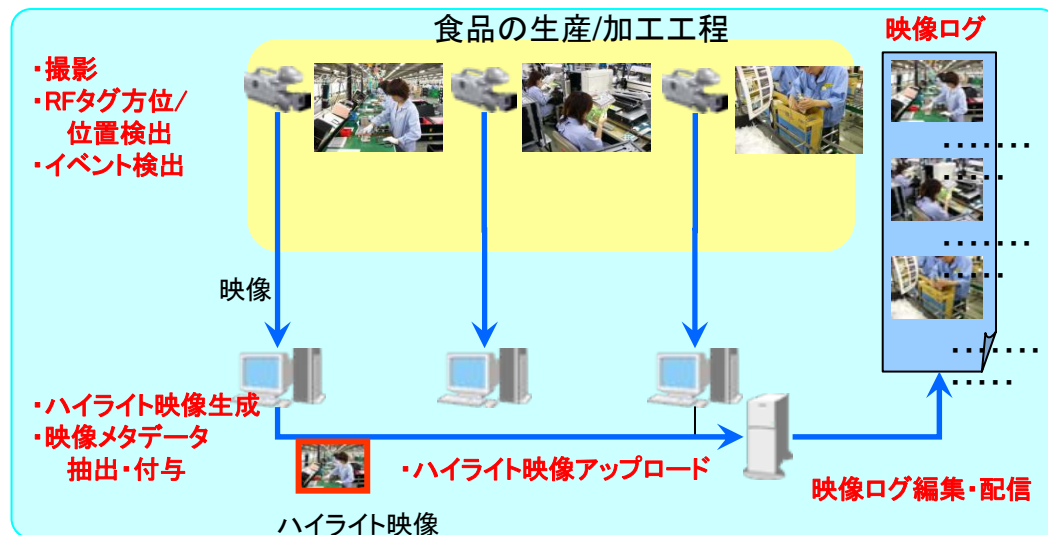 食品の生産/加工工程
映像ログ
・撮影
・RFタグ方位/
位置検出
・イベント検出
映像
・ハイライト映像生成
・映像メタデータ
抽出・付与
・ハイライト映像アップロード
映像ログ編集・配信
ハイライト映像